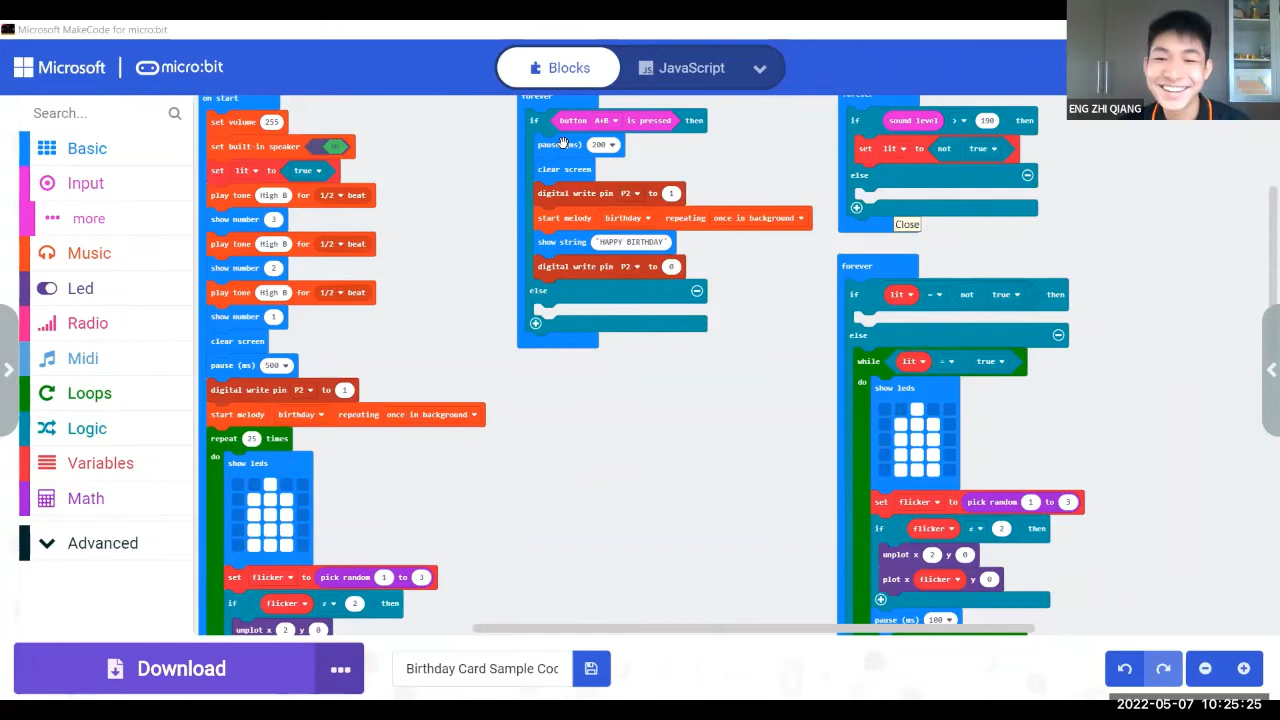 Microsoft MakeCode for micro:bit
Microsoft
micro:bit
Blocks
JavaScript
ENG ZHI QIANG
Search...
Basic
Input
more
Music
Led
Radio
Midi
Loops
Logic
Variables
Math
Advanced
on start
set volume 255
set built-in speaker
set lit to true
play tone High B for 1/2 beat
show number 3
play tone High B for 1/2 beat
show number 2
play tone High B for 1/2 beat
show number 1
clear screen
pause (ms) 500
digital write pin P2 to 1
start melody birthday repeating once in background
repeat 25 times
do
show leds
set flicker to pick random 1 to 3
if flicker ≠ 2 then
unplot x 2 y 0
forever
if button A+B is pressed then
pause (ms) 200
clear screen
digital write pin P2 to 1
start melody birthday repeating once in background
show string "HAPPY BIRTHDAY"
digital write pin P2 to 0
else
forever
if sound level > 190 then
set lit to not true
else
Close
forever
if lit = not true then
else
while lit = true
do
show leds
set flicker to pick random 1 to 3
if flicker ≠ 2 then
unplot x 2 y 0
plot x flicker y 0
pause (ms) 100
Download
Birthday Card Sample Coc
2022-05-07 10:25:25